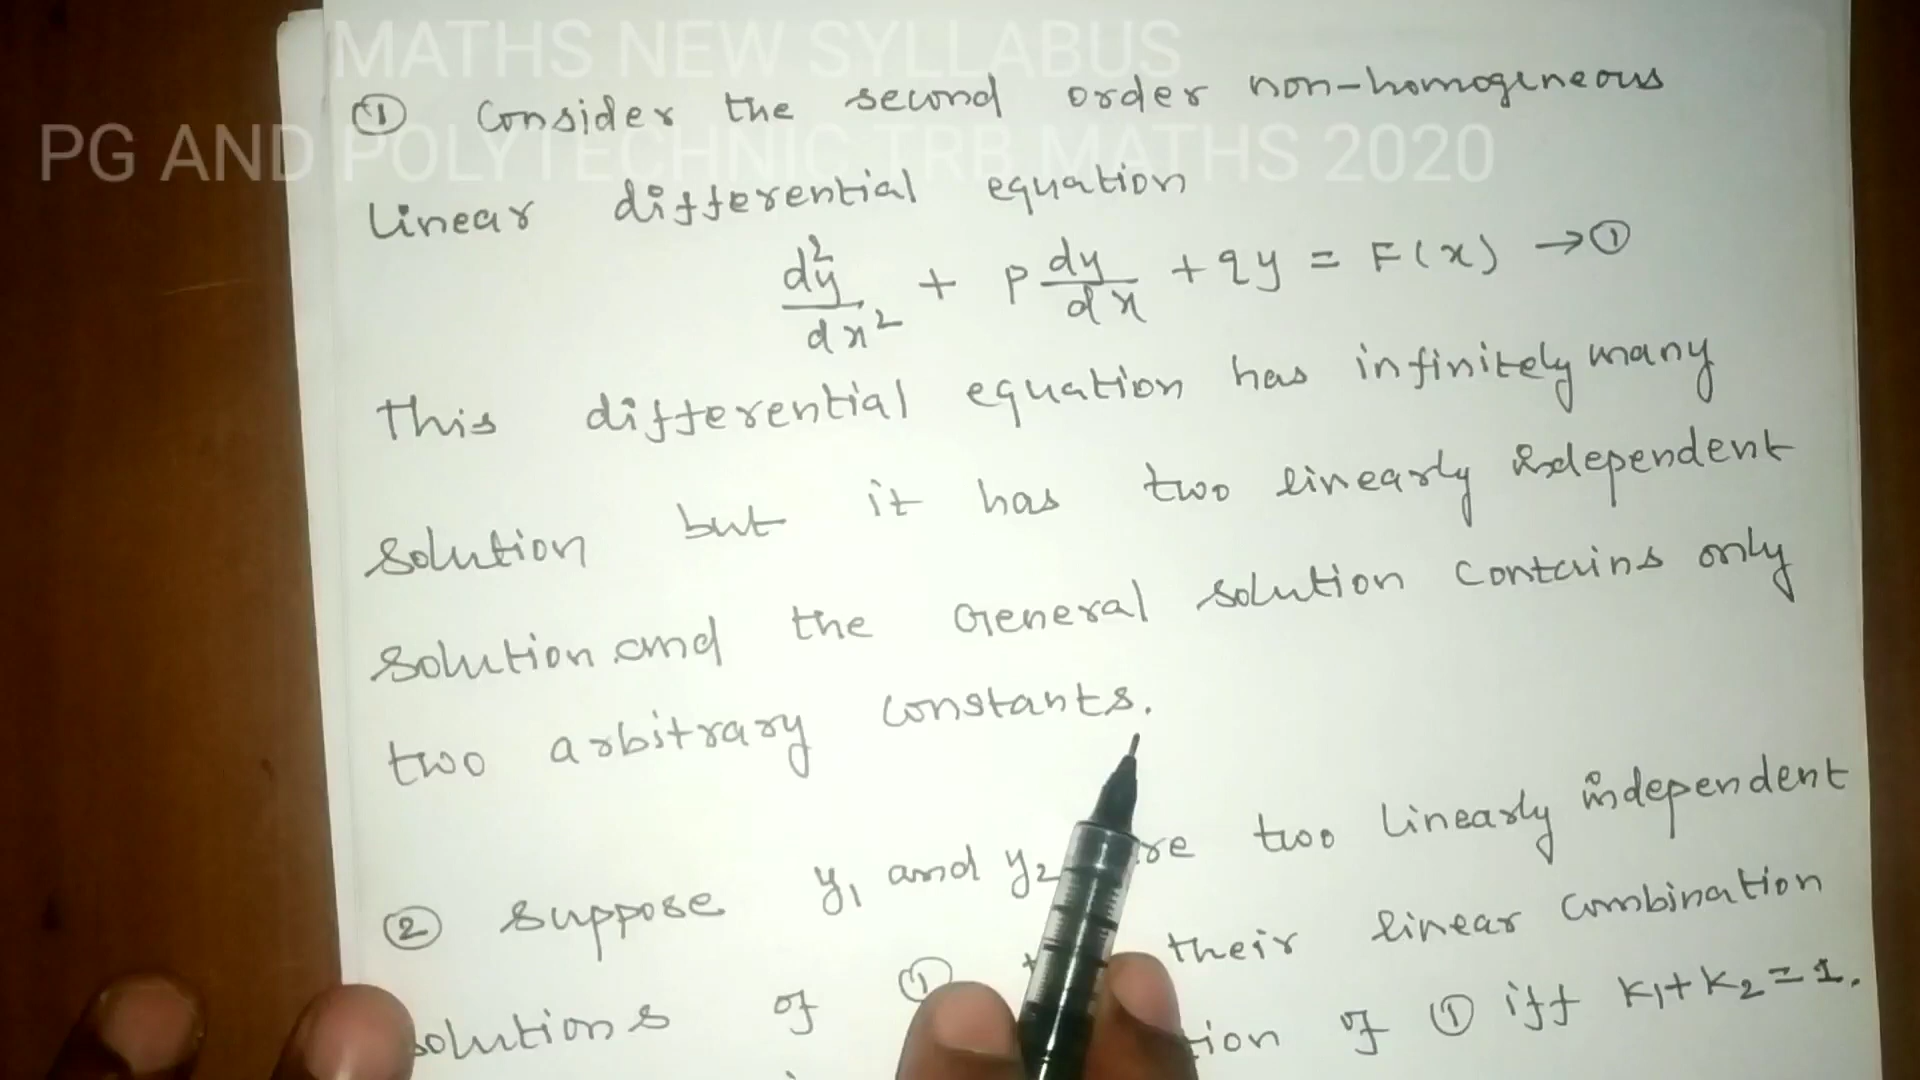 MATHS NEW SYLLABUS
① Consider the second order non-homogeneous
PG AND POLYTECHNIC TRB MATHS 2020
Linear differential equation
d²y/dx² + p dy/dx + qy = F(x) → ①
This differential equation has infinitely many
solution but it has two linearly independent
solution and the General solution contains only
two arbitrary constants.
② Suppose y₁ and y₂ are two linearly independent
solutions of ① their linear combination
of ① iff K₁+K₂=1.